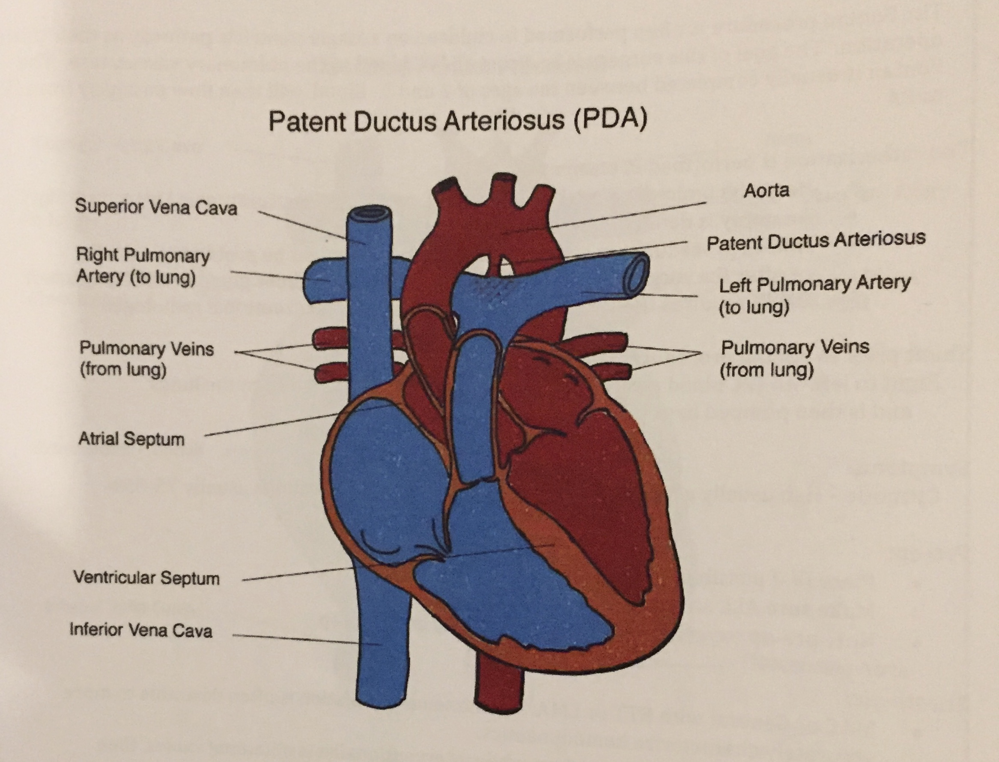 Patent Ductus Arteriosus (PDA)
Superior Vena Cava
Right Pulmonary
Artery (to lung)
Pulmonary Veins
(from lung)
Atrial Septum
Ventricular Septum
Inferior Vena Cava
Aorta
Patent Ductus Arteriosus
Left Pulmonary Artery
(to lung)
Pulmonary Veins
(from lung)